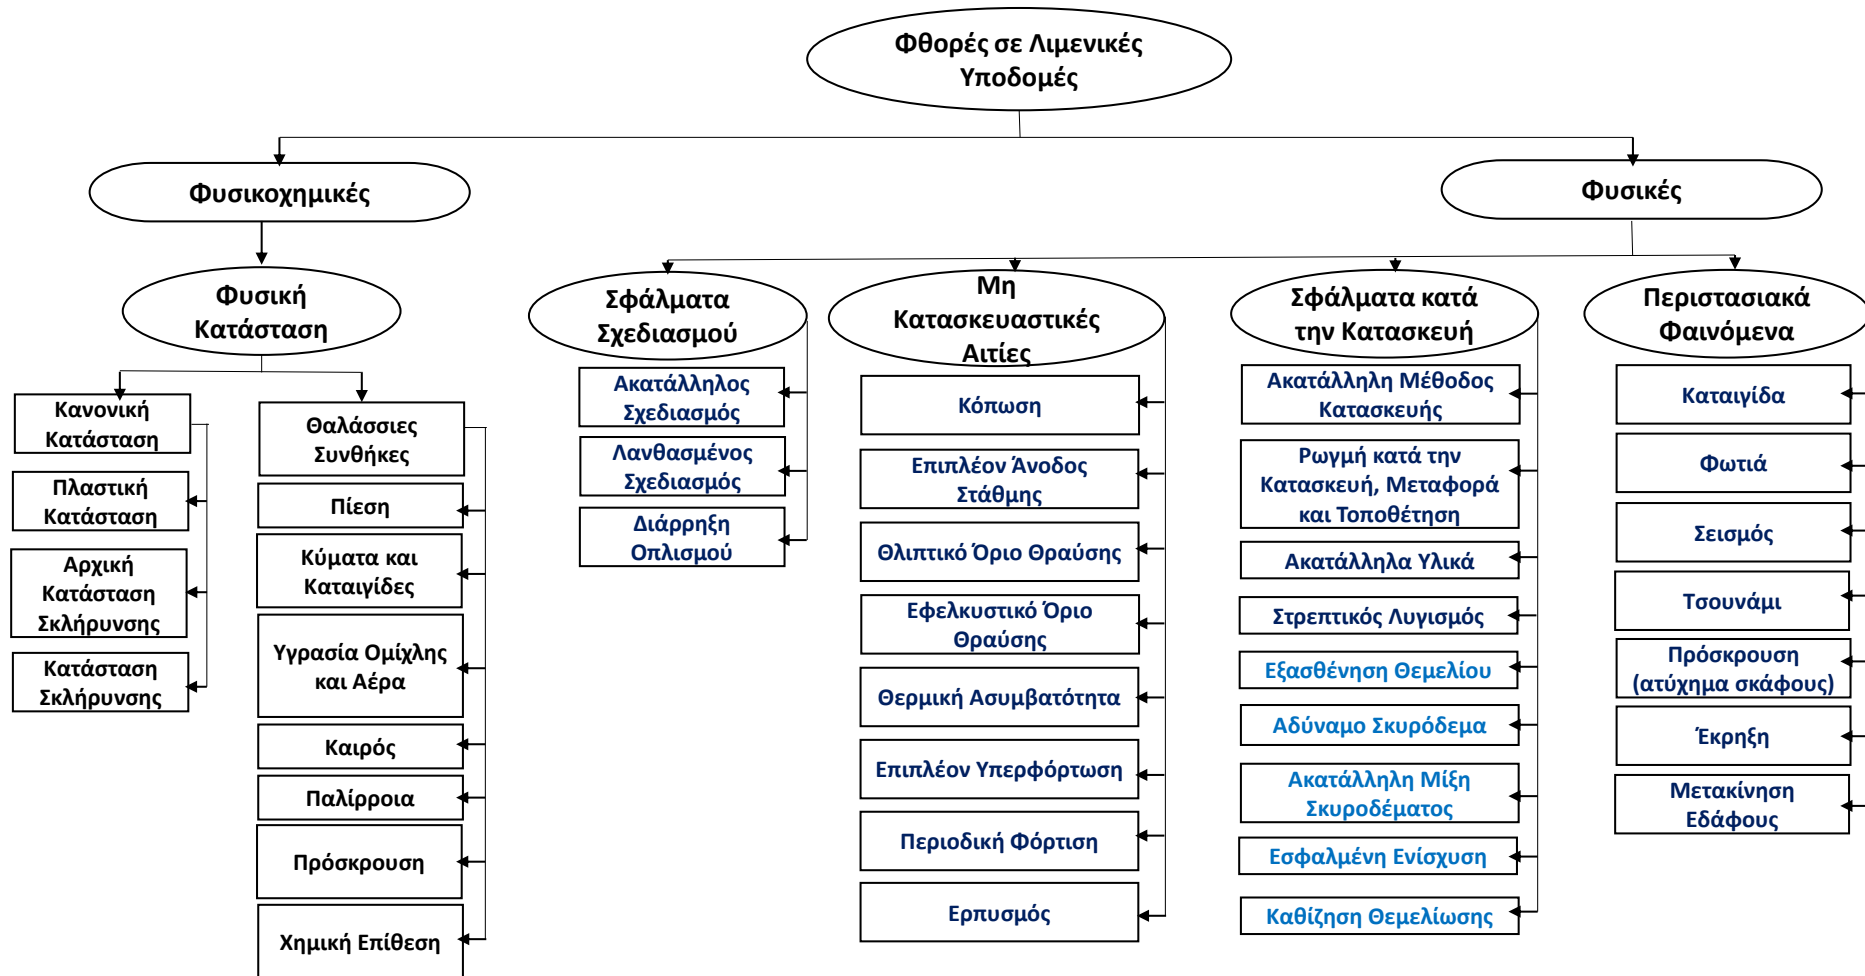 Φθορές σε Λιμενικές
Υποδομές
Φυσικοχημικές
Φυσικές
Φυσική
Κατάσταση
Σφάλματα
Σχεδιασμού
Μη
Κατασκευαστικές
Αιτίες
Σφάλματα κατά
την Κατασκευή
Περιστασιακά
Φαινόμενα
Κανονική
Κατάσταση
Πλαστική
Κατάσταση
Αρχική
Κατάσταση
Σκλήρυνσης
Κατάσταση
Σκλήρυνσης
Θαλάσσιες
Συνθήκες
Πίεση
Κύματα και
Καταιγίδες
Υγρασία Ομίχλης
και Αέρα
Καιρός
Παλίρροια
Πρόσκρουση
Χημική Επίθεση
Ακατάλληλος
Σχεδιασμός
Λανθασμένος
Σχεδιασμός
Διάρρηξη
Οπλισμού
Κόπωση
Επιπλέον Άνοδος
Στάθμης
Θλιπτικό Όριο Θραύσης
Εφελκυστικό Όριο
Θραύσης
Θερμική Ασυμβατότητα
Επιπλέον Υπερφόρτωση
Περιοδική Φόρτιση
Ερπυσμός
Ακατάλληλη Μέθοδος
Κατασκευής
Ρωγμή κατά την
Κατασκευή, Μεταφορά
και Τοποθέτηση
Ακατάλληλα Υλικά
Στρεπτικός Λυγισμός
Εξασθένηση Θεμελίου
Αδύναμο Σκυρόδεμα
Ακατάλληλη Μίξη
Σκυροδέματος
Εσφαλμένη Ενίσχυση
Καθίζηση Θεμελίωσης
Καταιγίδα
Φωτιά
Σεισμός
Τσουνάμι
Πρόσκρουση
(ατύχημα σκάφους)
Έκρηξη
Μετακίνηση
Εδάφους